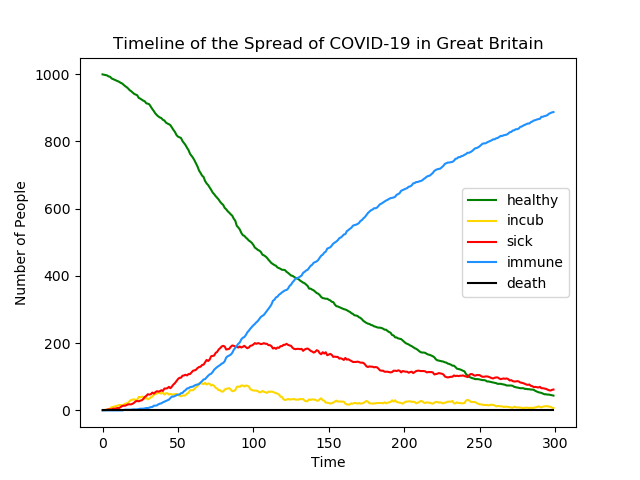 Timeline of the Spread of COVID-19 in Great Britain
Number of People
1000
800
600
400
200
0
healthy
incub
sick
immune
death
0 50 100 150 200 250 300
Time